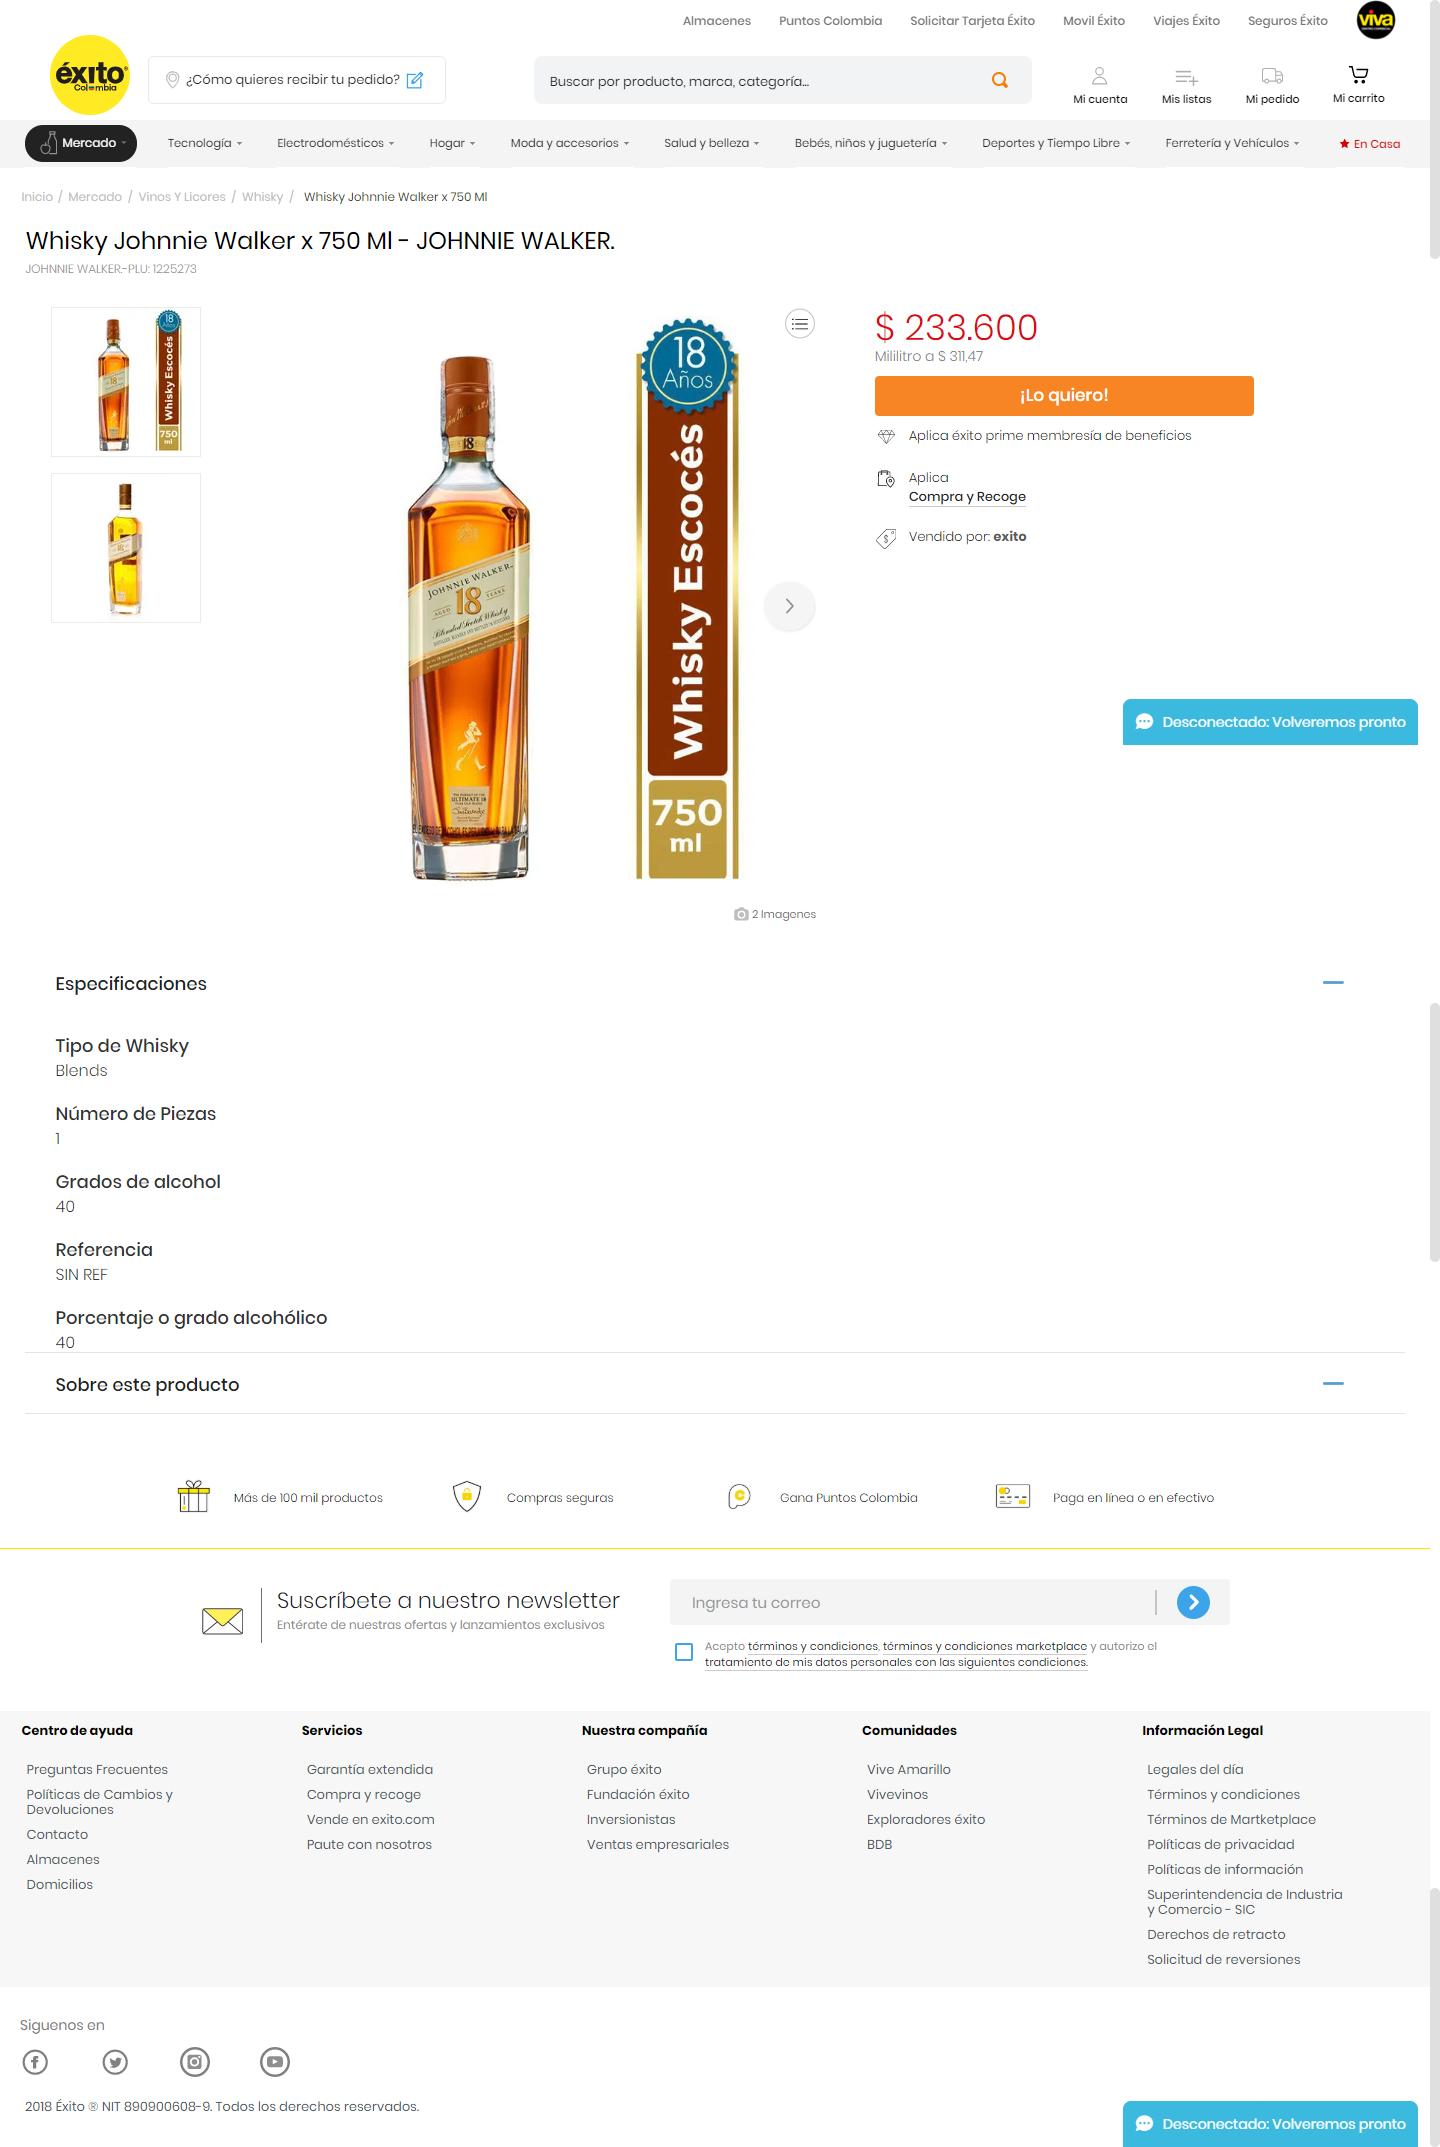 Almacenes Puntos Colombia Solicitar Tarjeta Éxito Movil Éxito Viajes Éxito Seguros Éxito viva
éxito
Colombia
¿Cómo quieres recibir tu pedido?
Buscar por producto, marca, categoría...
Mi cuenta Mis listas Mi pedido Mi carrito
Mercado Tecnología Electrodomésticos Hogar Moda y accesorios Salud y belleza Bebés, niños y juguetería Deportes y Tiempo Libre Ferretería y Vehículos En Casa
Inicio / Mercado / Vinos Y Licores / Whisky / Whisky Johnnie Walker x 750 Ml
Whisky Johnnie Walker x 750 Ml - JOHNNIE WALKER.
JOHNNIE WALKER.-PLU: 1225273
18
Años
Whisky Escocés
750
ml
18
18
JOHNNIE WALKER
AGED 18 YEARS
Blended Scotch Whisky
ULTIMATE 18
18
Años
Whisky Escocés
750
ml
2 Imagenes
$ 233.600
Mililitro a $ 311,47
¡Lo quiero!
Aplica éxito prime membresía de beneficios
Aplica
Compra y Recoge
Vendido por: exito
Desconectado: Volveremos pronto
Especificaciones
Tipo de Whisky
Blends
Número de Piezas
1
Grados de alcohol
40
Referencia
SIN REF
Porcentaje o grado alcohólico
40
Sobre este producto
Más de 100 mil productos Compras seguras Gana Puntos Colombia Paga en línea o en efectivo
Suscríbete a nuestro newsletter
Entérate de nuestras ofertas y lanzamientos exclusivos
Ingresa tu correo
Acepto términos y condiciones, términos y condiciones marketplace y autorizo el
tratamiento de mis datos personales con las siguientes condiciones.
Centro de ayuda
Preguntas Frecuentes
Políticas de Cambios y
Devoluciones
Contacto
Almacenes
Domicilios
Servicios
Garantía extendida
Compra y recoge
Vende en exito.com
Paute con nosotros
Nuestra compañía
Grupo éxito
Fundación éxito
Inversionistas
Ventas empresariales
Comunidades
Vive Amarillo
Vivevinos
Exploradores éxito
BDB
Información Legal
Legales del día
Términos y condiciones
Términos de Martketplace
Políticas de privacidad
Políticas de información
Superintendencia de Industria
y Comercio - SIC
Derechos de retracto
Solicitud de reversiones
Siguenos en
2018 Éxito ® NIT 890900608-9. Todos los derechos reservados.
Desconectado: Volveremos pronto